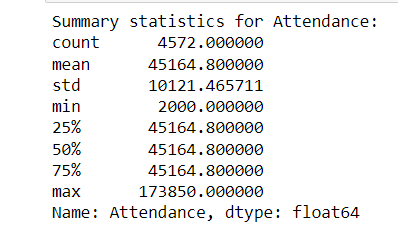 Summary statistics for Attendance:
count 4572.000000
mean 45164.800000
std 10121.465711
min 2000.000000
25% 45164.800000
50% 45164.800000
75% 45164.800000
max 173850.000000
Name: Attendance, dtype: float64